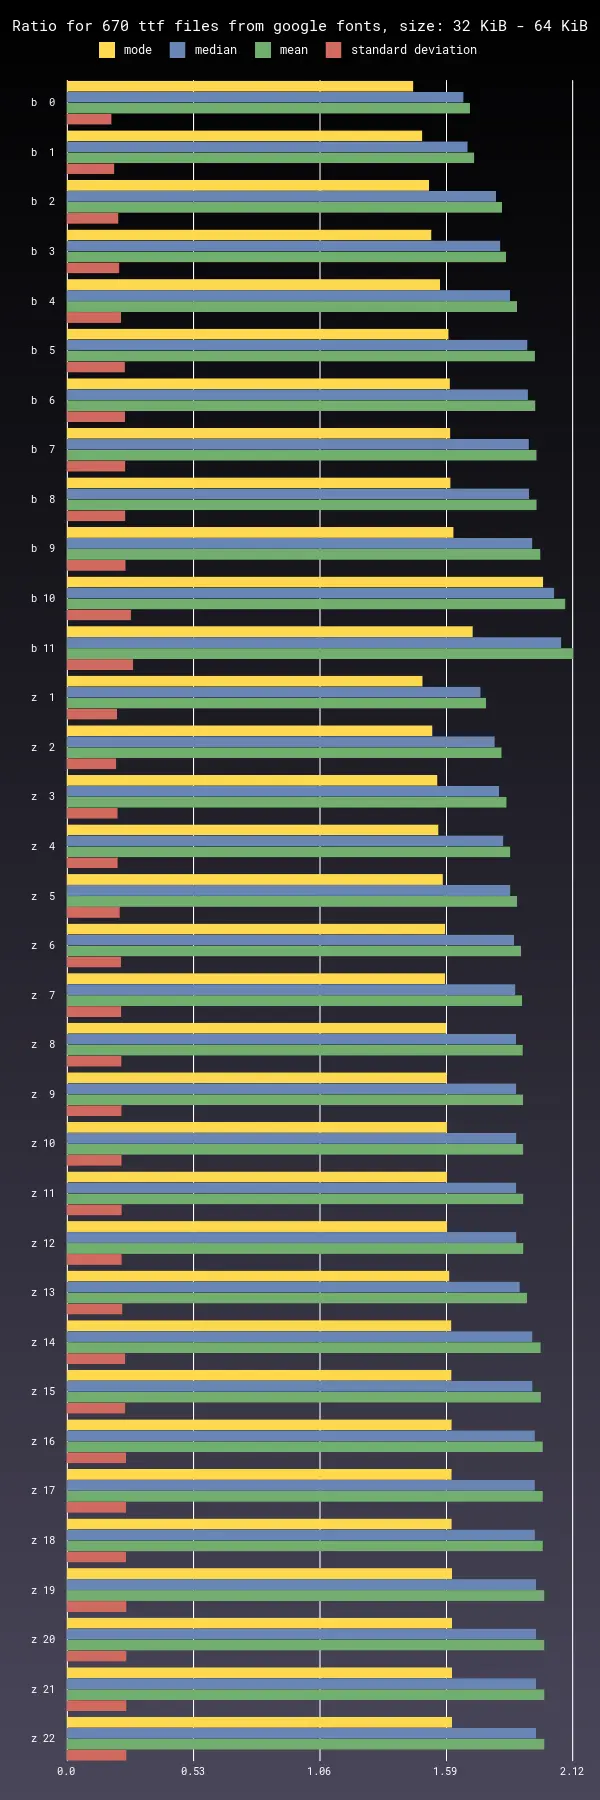 Ratio for 670 ttf files from google fonts, size: 32 KiB - 64 KiB
mode median mean standard deviation
b 0
b 1
b 2
b 3
b 4
b 5
b 6
b 7
b 8
b 9
b 10
b 11
z 1
z 2
z 3
z 4
z 5
z 6
z 7
z 8
z 9
z 10
z 11
z 12
z 13
z 14
z 15
z 16
z 17
z 18
z 19
z 20
z 21
z 22
0.0 0.53 1.06 1.59 2.12